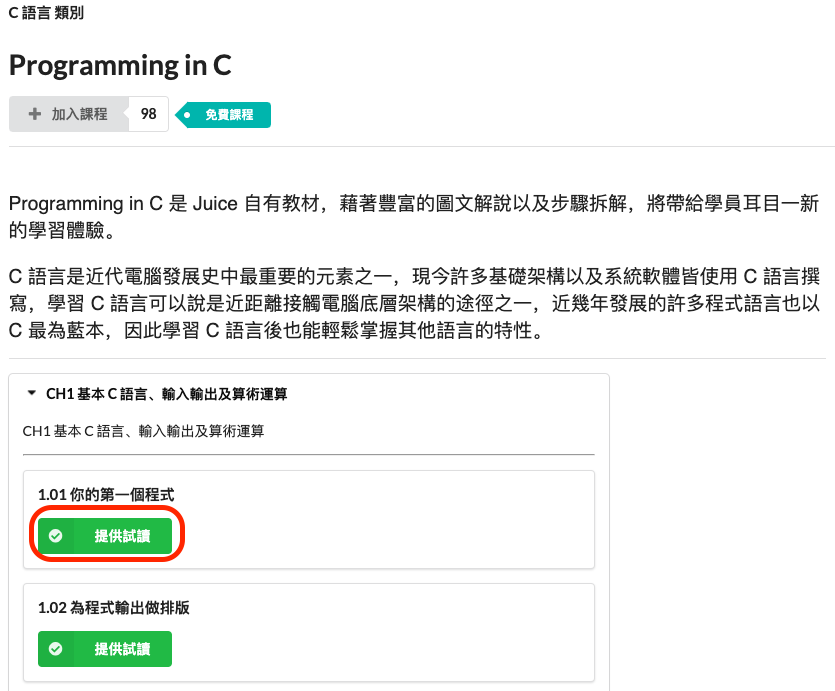 C 語言 類別
Programming in C
加入課程 98 免費課程
Programming in C 是 Juice 自有教材，藉著豐富的圖文解說以及步驟拆解，將帶給學員耳目一新
的學習體驗。
C 語言是近代電腦發展史中最重要的元素之一，現今許多基礎架構以及系統軟體皆使用 C 語言撰
寫，學習 C 語言可以說是近距離接觸電腦底層架構的途徑之一，近幾年發展的許多程式語言也以
C 最為藍本，因此學習 C 語言後也能輕鬆掌握其他語言的特性。
CH1 基本 C 語言、輸入輸出及算術運算
CH1 基本 C 語言、輸入輸出及算術運算
1.01 你的第一個程式
提供試讀
1.02 為程式輸出做排版
提供試讀